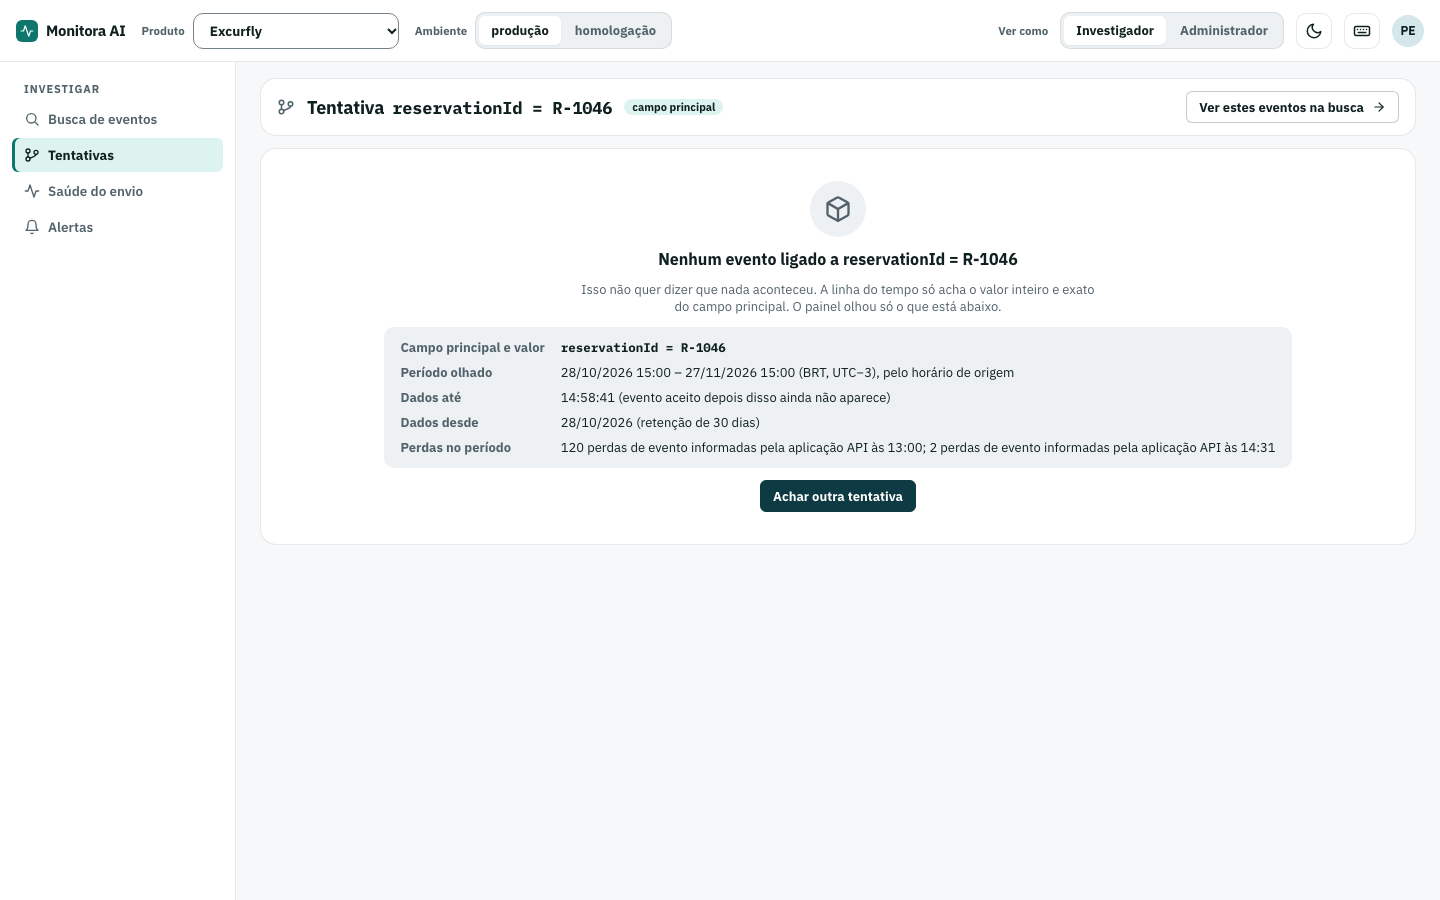 Monitora AI
Produto
Excurfly
Ambiente
produção
homologação
Ver como
Investigador
Administrador
PE
INVESTIGAR
Busca de eventos
Tentativas
Saúde do envio
Alertas
Tentativa reservationId = R-1046
campo principal
Ver estes eventos na busca
Nenhum evento ligado a reservationId = R-1046
Isso não quer dizer que nada aconteceu. A linha do tempo só acha o valor inteiro e exato
do campo principal. O painel olhou só o que está abaixo.
Campo principal e valor reservationId = R-1046
Período olhado 28/10/2026 15:00 – 27/11/2026 15:00 (BRT, UTC−3), pelo horário de origem
Dados até 14:58:41 (evento aceito depois disso ainda não aparece)
Dados desde 28/10/2026 (retenção de 30 dias)
Perdas no período 120 perdas de evento informadas pela aplicação API às 13:00; 2 perdas de evento informadas pela aplicação API às 14:31
Achar outra tentativa